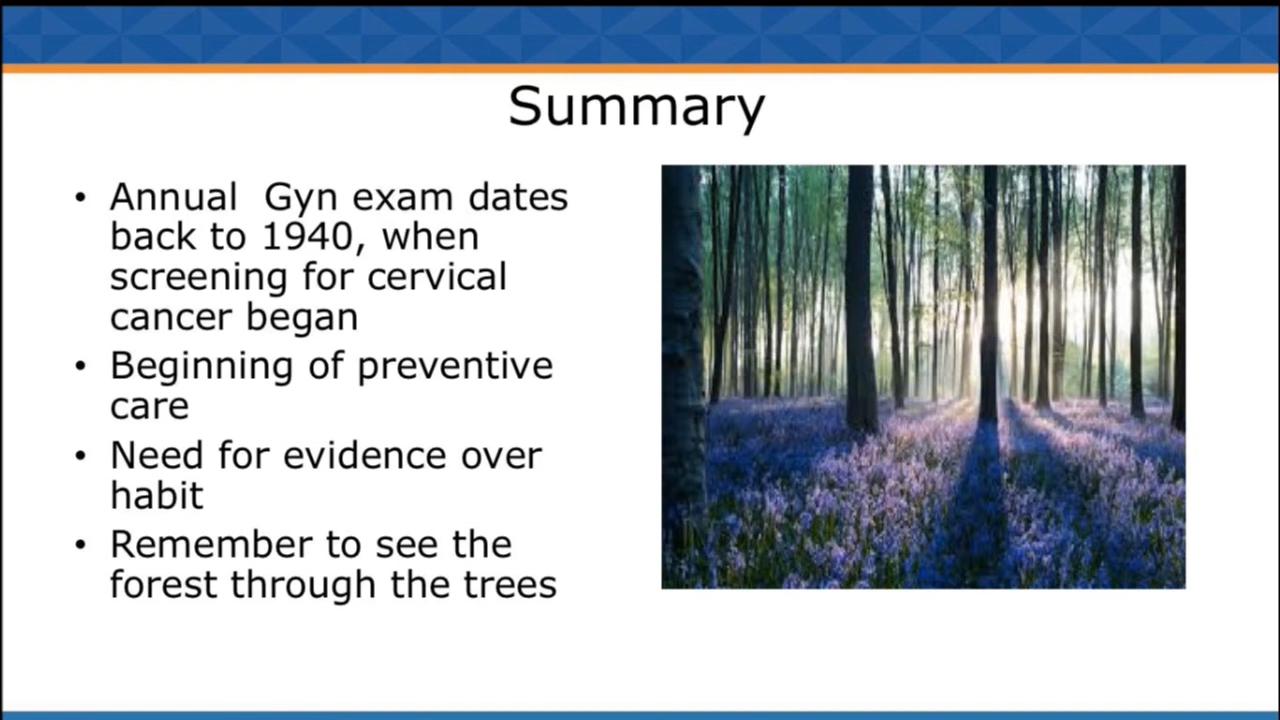 Summary
• Annual  Gyn exam dates
back to 1940, when
screening for cervical
cancer began
• Beginning of preventive
care
• Need for evidence over
habit
• Remember to see the
forest through the trees